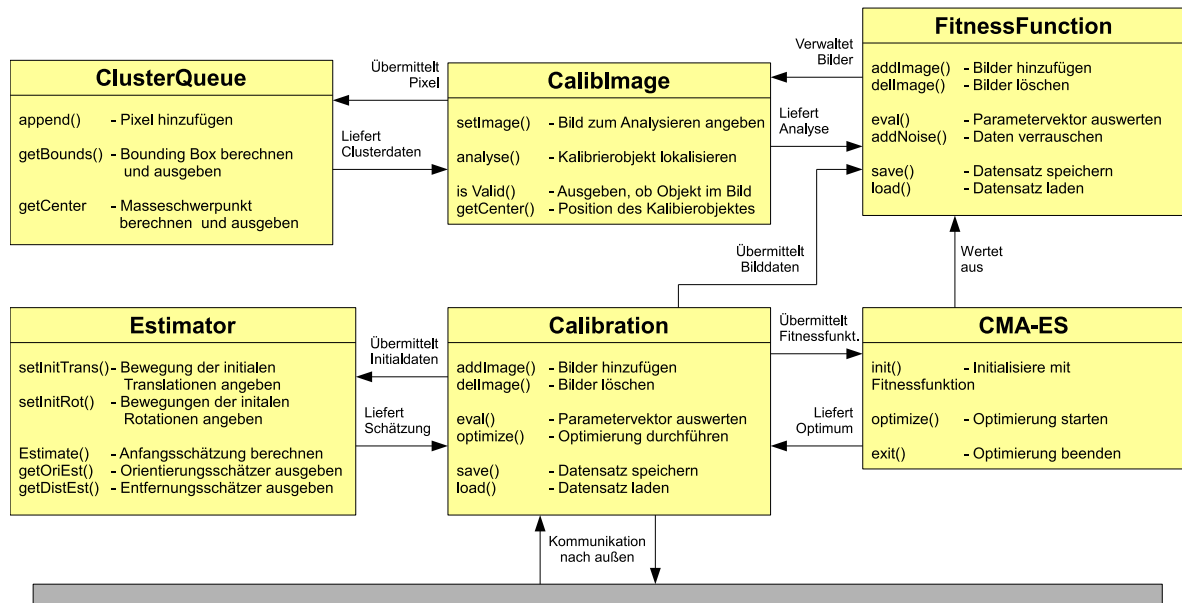 ClusterQueue
append() - Pixel hinzufügen
getBounds() - Bounding Box berechnen
und ausgeben
getCenter - Masseschwerpunkt
berechnen und ausgeben
Übermittelt
Pixel
Liefert
Clusterdaten
CalibImage
setImage() - Bild zum Analysieren angeben
analyse() - Kalibrierobjekt lokalisieren
is Valid() - Ausgeben, ob Objekt im Bild
getCenter() - Position des Kalibierobjektes
Verwaltet
Bilder
Liefert
Analyse
FitnessFunction
addImage() - Bilder hinzufügen
delImage() - Bilder löschen
eval() - Parametervektor auswerten
addNoise() - Daten verrauschen
save() - Datensatz speichern
load() - Datensatz laden
Übermittelt
Bilddaten
Wertet
aus
Estimator
setInitTrans() - Bewegung der initialen
Translationen angeben
setInitRot() - Bewegungen der initalen
Rotationen angeben
Estimate() - Anfangsschätzung berechnen
getOriEst() - Orientierungsschätzer ausgeben
getDistEst() - Entfernungsschätzer ausgeben
Übermittelt
Initialdaten
Liefert
Schätzung
Calibration
addImage() - Bilder hinzufügen
delImage() - Bilder löschen
eval() - Parametervektor auswerten
optimize() - Optimierung durchführen
save() - Datensatz speichern
load() - Datensatz laden
Übermittelt
Fitnessfunkt.
Liefert
Optimum
CMA-ES
init() - Initialisiere mit
Fitnessfunktion
optimize() - Optimierung starten
exit() - Optimierung beenden
Kommunikation
nach außen